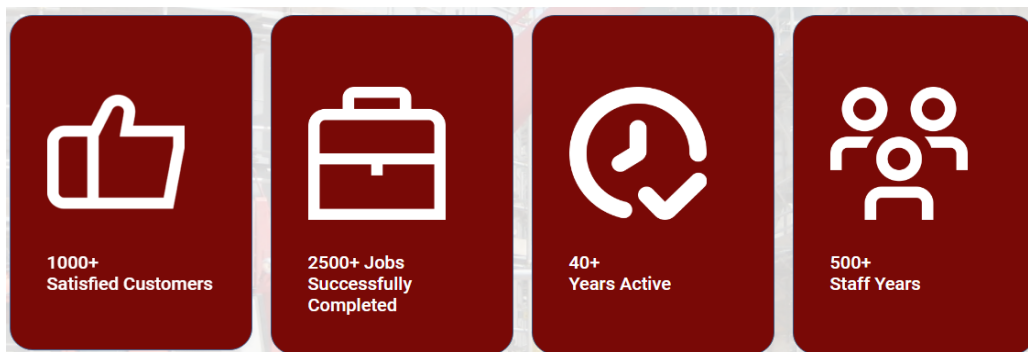 1000+
Satisfied Customers
2500+ Jobs
Successfully
Completed
40+
Years Active
500+
Staff Years